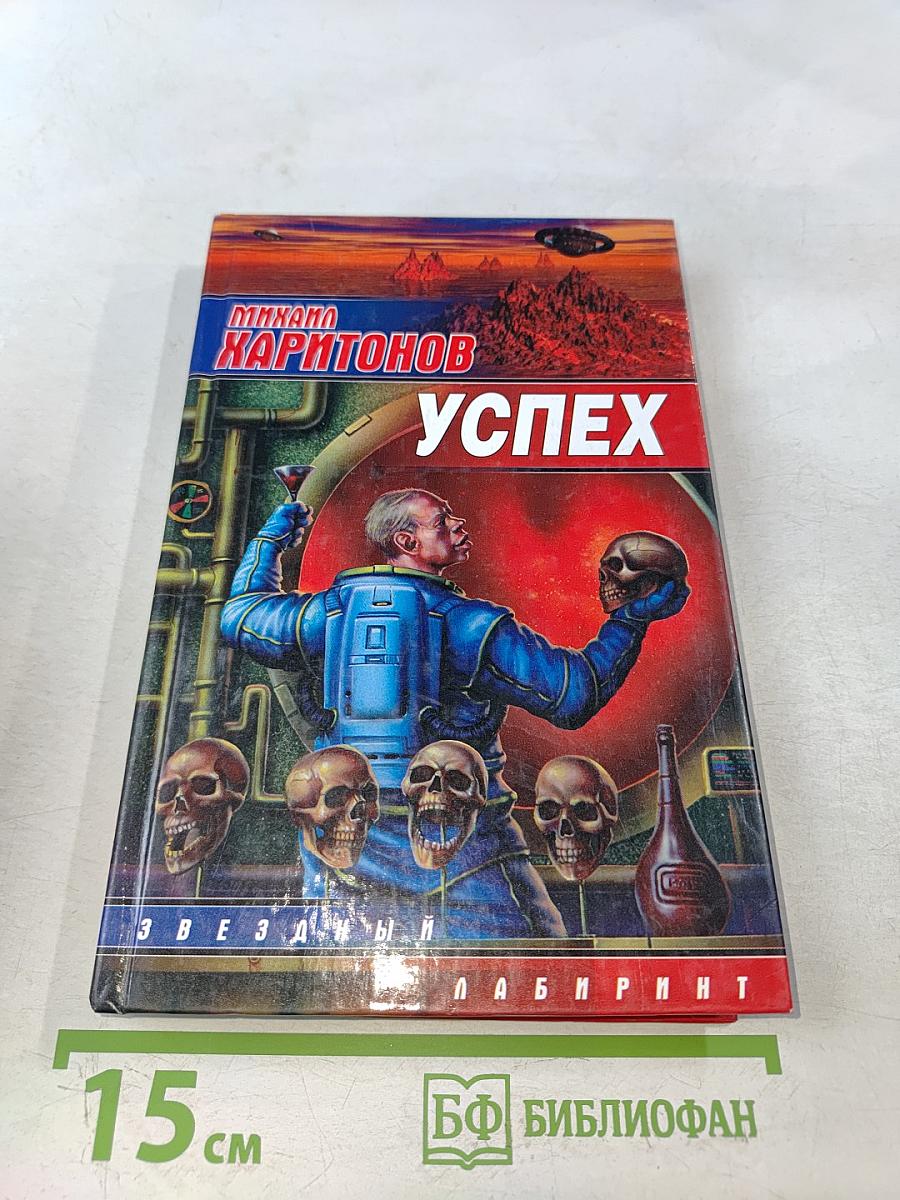 МИХАИЛ
ХАРИТОНОВ
УСПЕХ
ЗВЕЗДНЫЙ
ЛАБИРИНТ
15 см
БФ БИБЛИОФАН